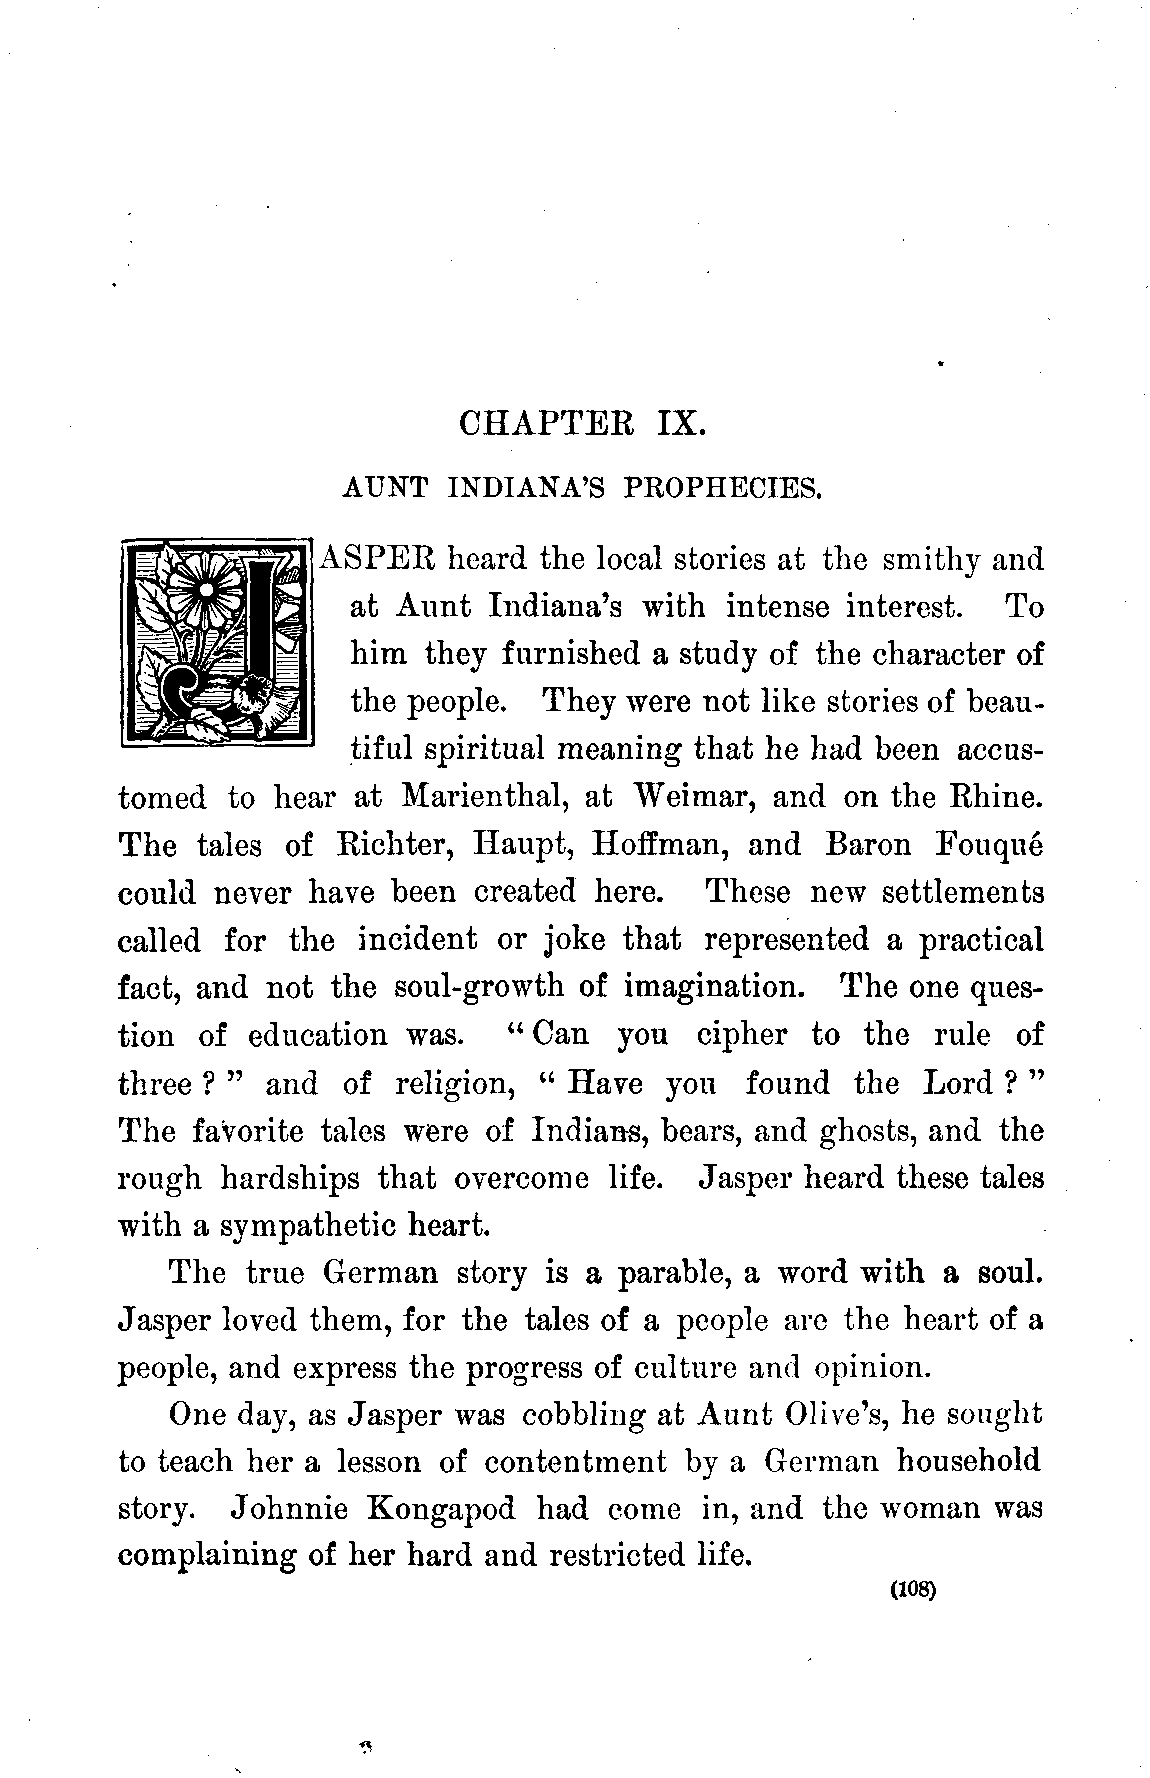 CHAPTER IX.
AUNT INDIANA'S PROPHECIES.
JASPER heard the local stories at the smithy and
at Aunt Indiana's with intense interest. To
him they furnished a study of the character of
the people. They were not like stories of beau-
tiful spiritual meaning that he had been accus-
tomed to hear at Marienthal, at Weimar, and on the Rhine.
The tales of Richter, Haupt, Hoffman, and Baron Fouqué
could never have been created here. These new settlements
called for the incident or joke that represented a practical
fact, and not the soul-growth of imagination. The one ques-
tion of education was. "Can you cipher to the rule of
three?" and of religion, "Have you found the Lord?"
The favorite tales were of Indians, bears, and ghosts, and the
rough hardships that overcome life. Jasper heard these tales
with a sympathetic heart.
The true German story is a parable, a word with a soul.
Jasper loved them, for the tales of a people are the heart of a
people, and express the progress of culture and opinion.
One day, as Jasper was cobbling at Aunt Olive's, he sought
to teach her a lesson of contentment by a German household
story. Johnnie Kongapod had come in, and the woman was
complaining of her hard and restricted life.
(108)